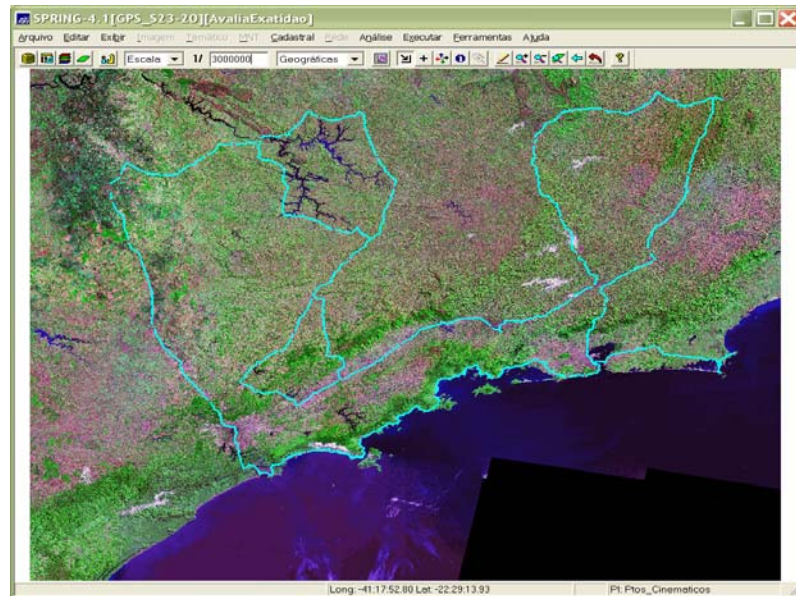 SPRING-4.1[GPS_S23-20][AvaliaExatidao]
Arquivo Editar Exibir Imagem Temático MNT Cadastral Rede Análise Executar Ferramentas Ajuda
Escala 1/ 3000000 Geográficas
Long: -41:17:52.80 Lat: -22:29:13.93 PI: Ptos_Cinematicos